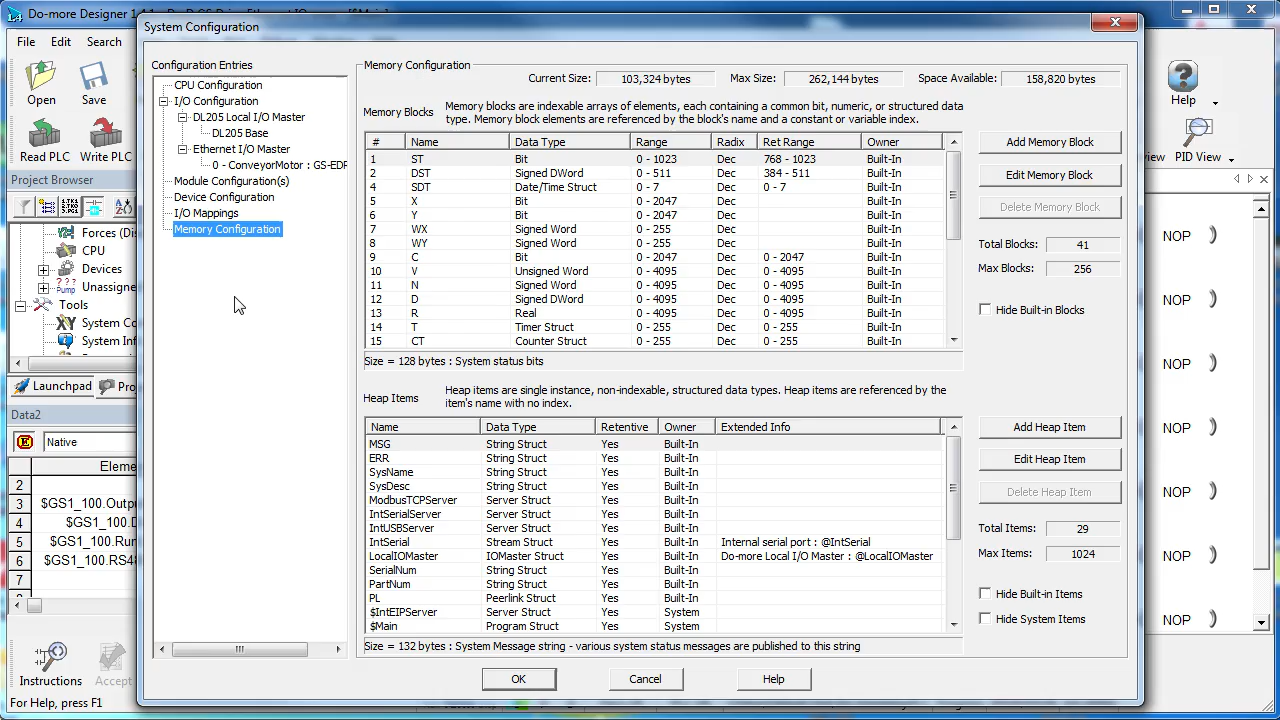 1.4
System Configuration
File Edit Search
Open Save
Read PLC Write PLC
Help
PID View
Project Browser
CPU
Devices
Tools
Launchpad
Data2
Native
2
3 $GS1_100.Outpu
4 $GS1_100.D
5 $GS1_100.Run
6 $GS1_100.RS48
7
Instructions Accept
For Help, press F1
NOP
NOP
NOP
NOP
NOP
NOP
NOP
Configuration Entries
CPU Configuration
I/O Configuration
DL205 Local I/O Master
DL205 Base
Ethernet I/O Master
0 - ConveyorMotor : GS-EDR
Module Configuration(s)
Device Configuration
I/O Mappings
Memory Configuration
Memory Configuration
Current Size: 103,324 bytes Max Size: 262,144 bytes Space Available: 158,820 bytes
Memory Blocks
Memory blocks are indexable arrays of elements, each containing a common bit, numeric, or structured data
type. Memory block elements are referenced by the block's name and a constant or variable index.
# Name Data Type Range Radix Ret Range Owner
1 ST Bit 0 - 1023 Dec 768 - 1023 Built-In
2 DST Signed DWord 0 - 511 Dec 384 - 511 Built-In
4 SDT Date/Time Struct 0 - 7 Dec 0 - 7 Built-In
5 X Bit 0 - 2047 Dec Built-In
6 Y Bit 0 - 2047 Dec Built-In
7 WX Signed Word 0 - 255 Dec Built-In
8 WY Signed Word 0 - 255 Dec Built-In
9 C Bit 0 - 2047 Dec 0 - 2047 Built-In
10 V Unsigned Word 0 - 4095 Dec 0 - 4095 Built-In
11 N Signed Word 0 - 4095 Dec 0 - 4095 Built-In
12 D Signed DWord 0 - 4095 Dec 0 - 4095 Built-In
13 R Real 0 - 4095 Dec 0 - 4095 Built-In
14 T Timer Struct 0 - 255 Dec 0 - 255 Built-In
15 CT Counter Struct 0 - 255 Dec 0 - 255 Built-In
Size = 128 bytes : System status bits
Add Memory Block
Edit Memory Block
Delete Memory Block
Total Blocks: 41
Max Blocks: 256
Hide Built-in Blocks
Heap Items
Heap items are single instance, non-indexable, structured data types. Heap items are referenced by the
item's name with no index.
Name Data Type Retentive Owner Extended Info
MSG String Struct Yes Built-In
ERR String Struct Yes Built-In
SysName String Struct Yes Built-In
SysDesc String Struct Yes Built-In
ModbusTCPServer Server Struct Yes Built-In
IntSerialServer Server Struct Yes Built-In
IntUSBServer Server Struct Yes Built-In
IntSerial Stream Struct Yes Built-In Internal serial port : @IntSerial
LocalIOMaster IOMaster Struct Yes Built-In Do-more Local I/O Master : @LocalIOMaster
SerialNum String Struct Yes Built-In
PartNum String Struct Yes Built-In
PL Peerlink Struct Yes Built-In
$IntEIPServer Server Struct Yes System
$Main Program Struct Yes System
Size = 132 bytes : System Message string - various system status messages are published to this string
Add Heap Item
Edit Heap Item
Delete Heap Item
Total Items: 29
Max Items: 1024
Hide Built-in Items
Hide System Items
OK Cancel Help